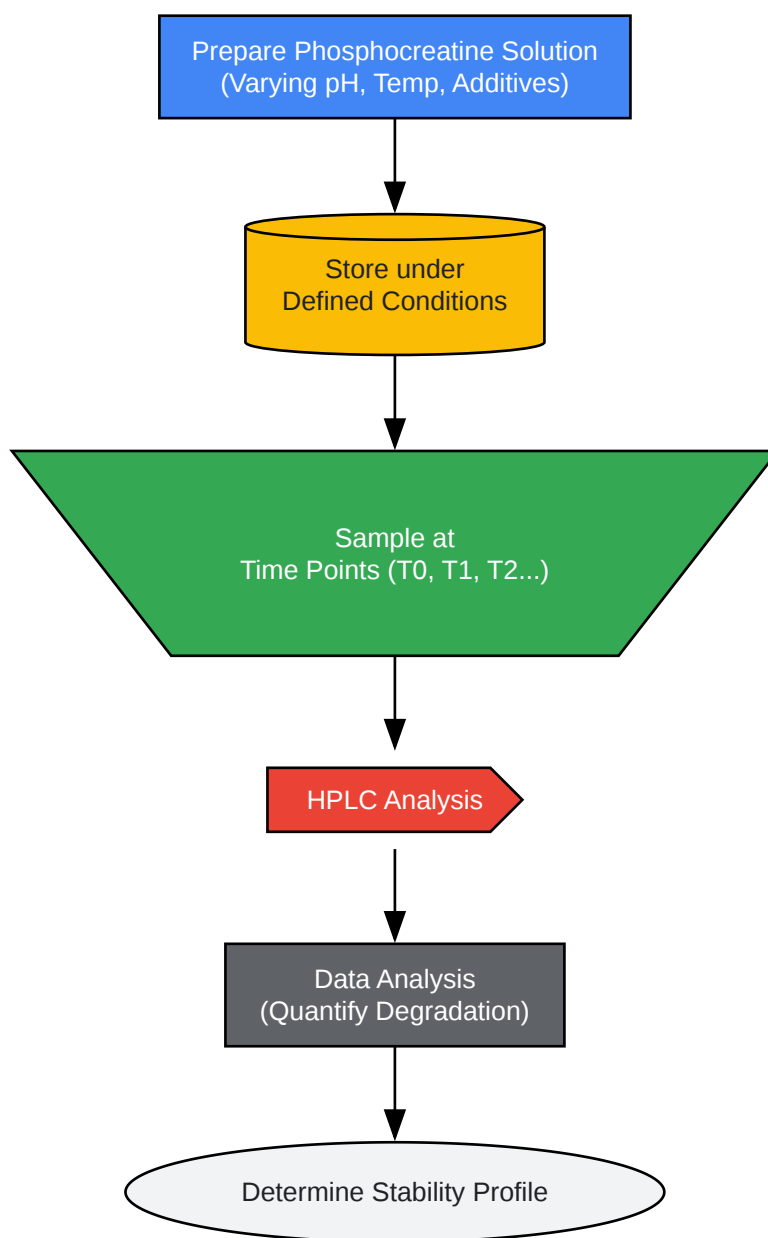 Prepare Phosphocreatine Solution
(Varying pH, Temp, Additives)
Store under
Defined Conditions
Sample at
Time Points (T0, T1, T2...)
HPLC Analysis
Data Analysis
(Quantify Degradation)
Determine Stability Profile